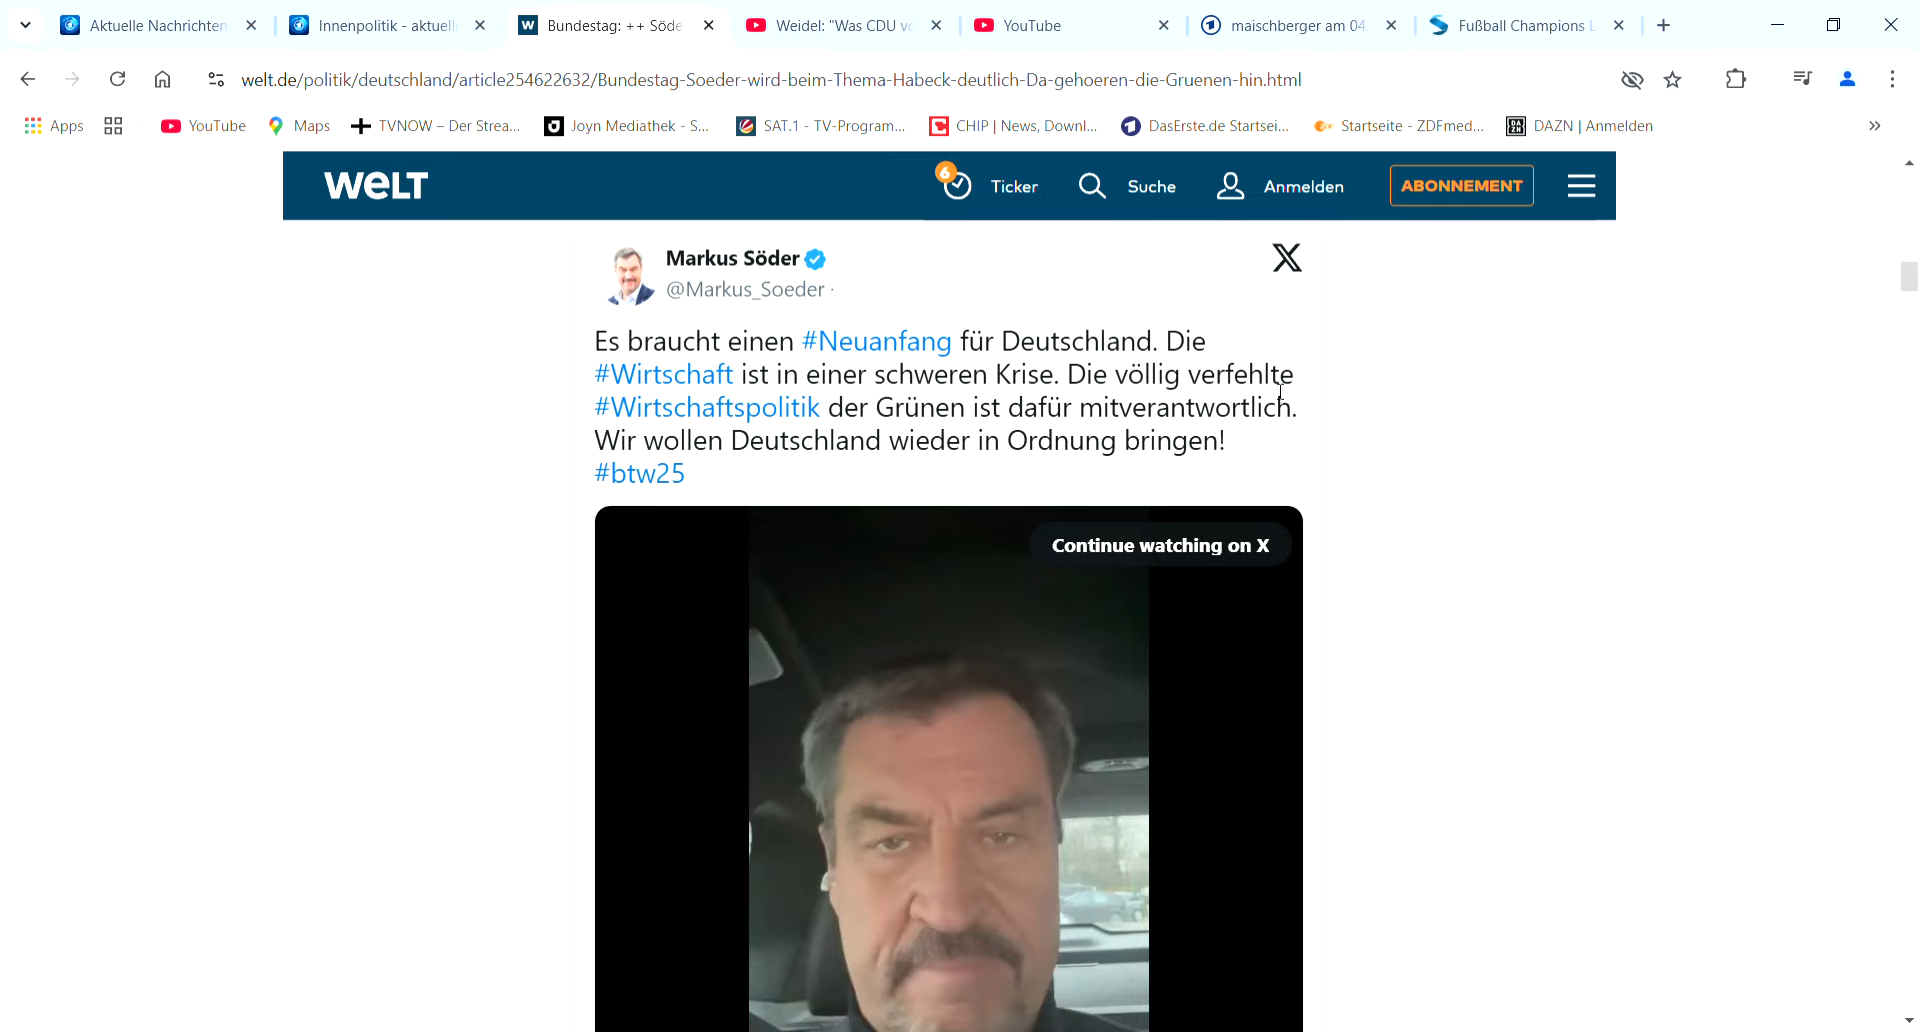 Aktuelle Nachrichten
Innenpolitik - aktuell
Bundestag: ++ Söde
Weidel: "Was CDU vo
YouTube
maischberger am 04.
Fußball Champions L
welt.de/politik/deutschland/article254622632/Bundestag-Soeder-wird-beim-Thema-Habeck-deutlich-Da-gehoeren-die-Gruenen-hin.html
Apps
YouTube
Maps
TVNOW – Der Strea...
Joyn Mediathek - S...
SAT.1 - TV-Program...
CHIP | News, Downl...
DasErste.de Startsei...
Startseite - ZDFmed...
DAZN | Anmelden
WELT
6
Ticker
Suche
Anmelden
ABONNEMENT
Markus Söder
@Markus_Soeder ·
Es braucht einen #Neuanfang für Deutschland. Die
#Wirtschaft ist in einer schweren Krise. Die völlig verfehlte
#Wirtschaftspolitik der Grünen ist dafür mitverantwortlich.
Wir wollen Deutschland wieder in Ordnung bringen!
#btw25
Continue watching on X